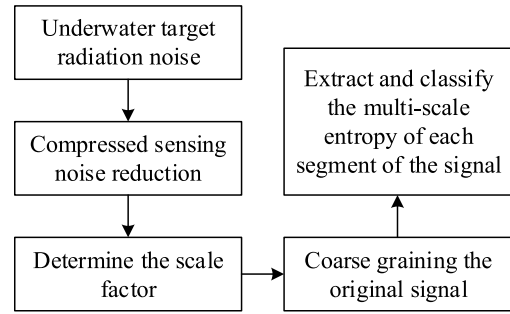 Underwater target
radiation noise
Compressed sensing
noise reduction
Determine the scale
factor
Coarse graining the
original signal
Extract and classify
the multi-scale
entropy of each
segment of the signal